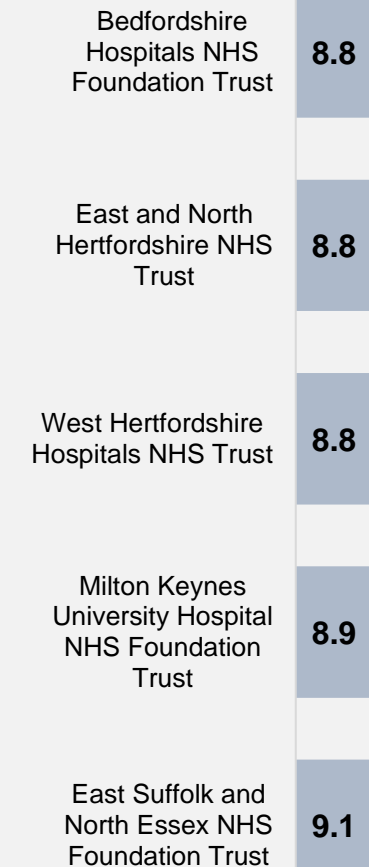 Bedfordshire
Hospitals NHS
Foundation Trust
8.8
East and North
Hertfordshire NHS
Trust
8.8
West Hertfordshire
Hospitals NHS Trust
8.8
Milton Keynes
University Hospital
NHS Foundation
Trust
8.9
East Suffolk and
North Essex NHS
Foundation Trust
9.1